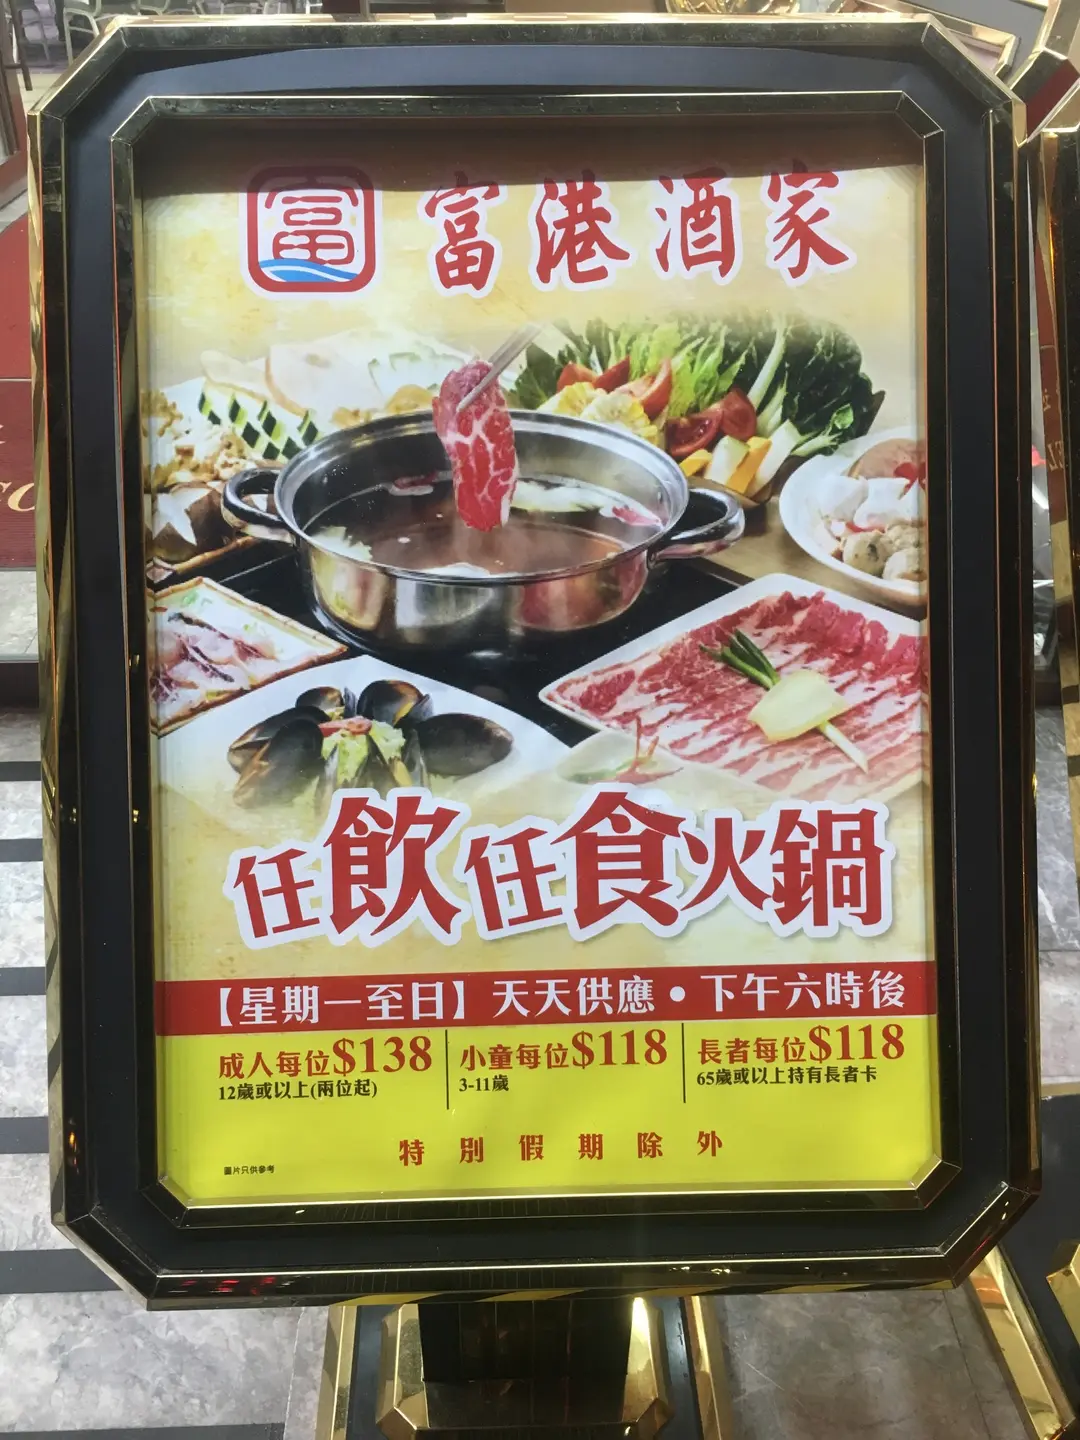 富 富港酒家
任飲任食火鍋
【星期一至日】天天供應•下午六時後
成人每位$138
12歲或以上(兩位起)
小童每位$118
3-11歲
長者每位$118
65歲或以上持有長者卡
特別假期除外
圖片只供參考